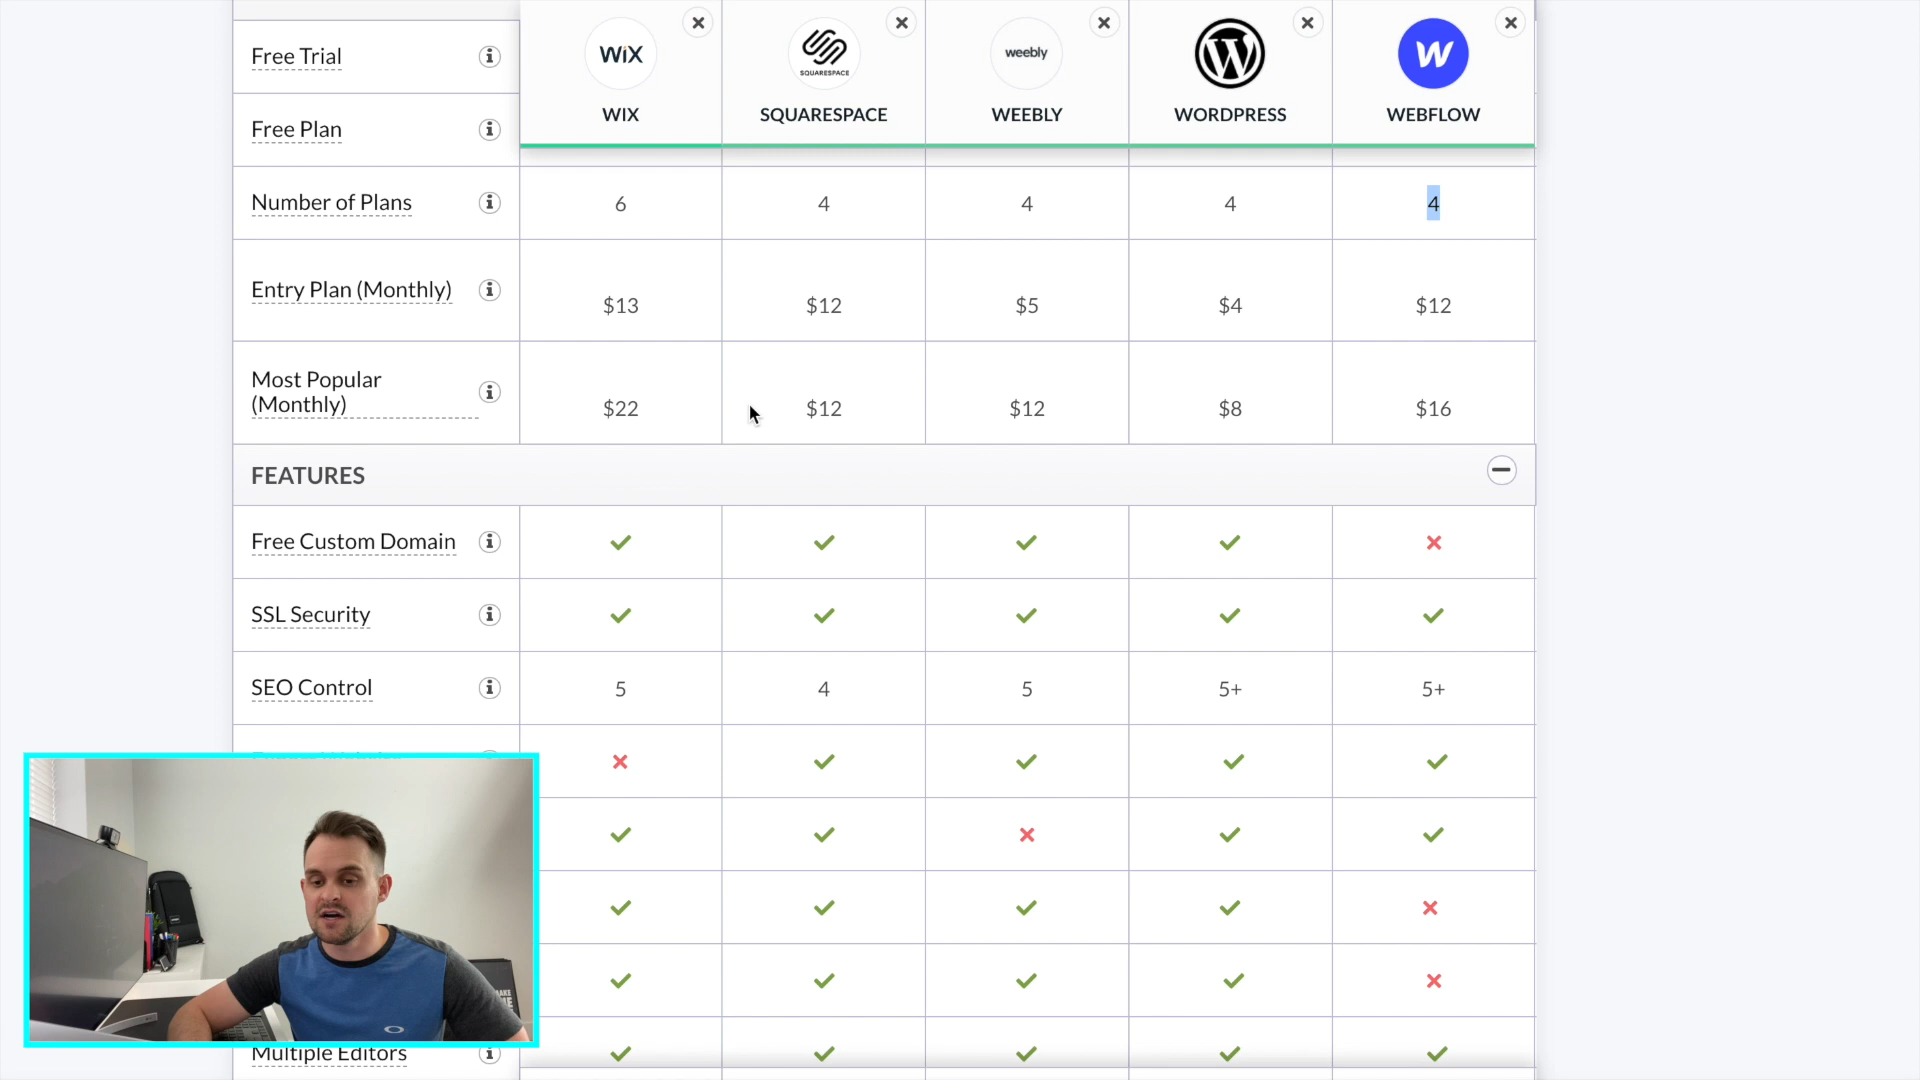 WiX
SQUARESPACE
weebly
W
W
WIX
SQUARESPACE
WEEBLY
WORDPRESS
WEBFLOW
Free Trial
Free Plan
Number of Plans 6 4 4 4 4
Entry Plan (Monthly) $13 $12 $5 $4 $12
Most Popular
(Monthly) $22 $12 $12 $8 $16
FEATURES
Free Custom Domain
SSL Security
SEO Control 5 4 5 5+ 5+
Multiple Editors